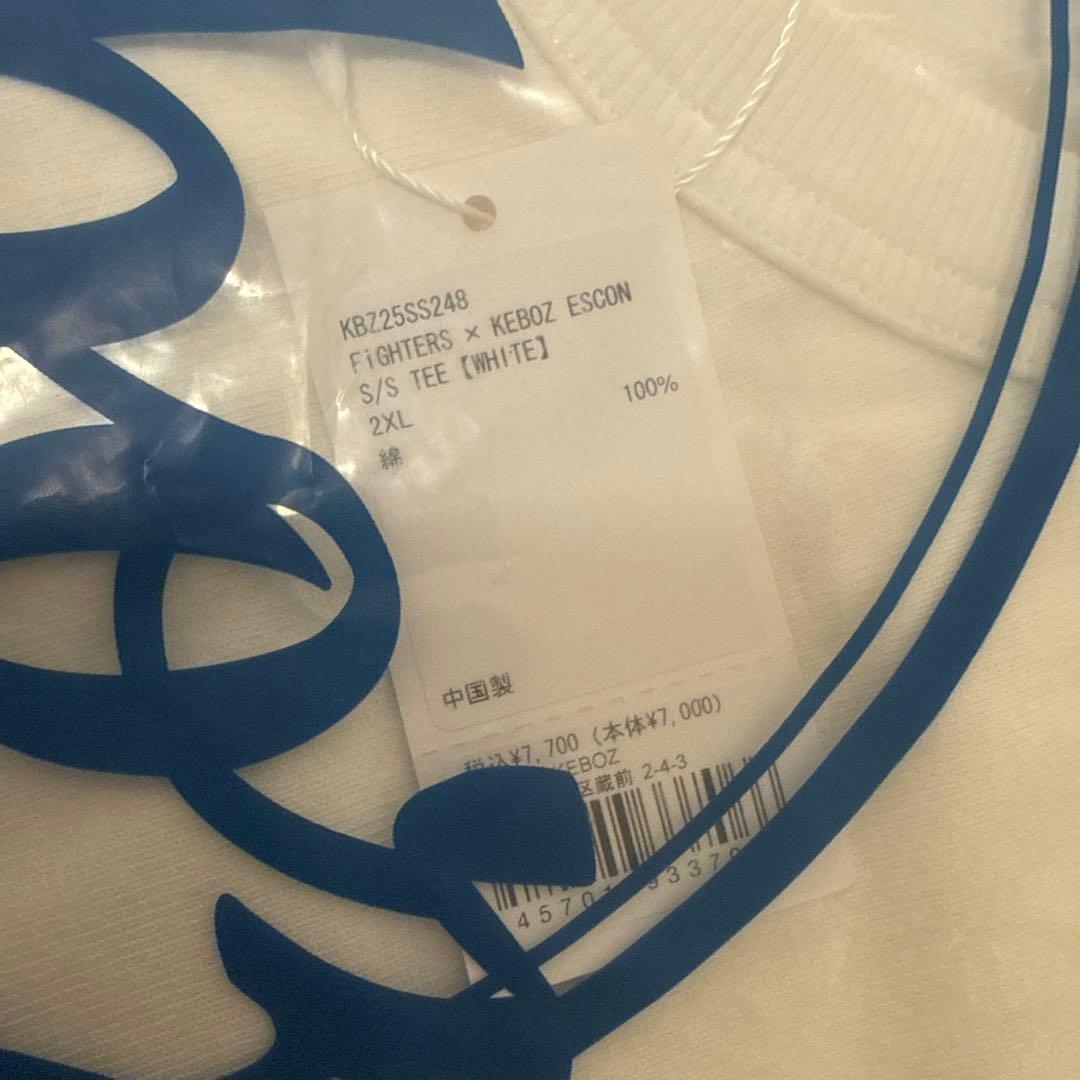 KBZ25SS248
FiGHTERS × KEBOZ ESCON
S/S TEE【WHITE】
2XL
綿 100%
中国製
税込¥7,700 (本体¥7,000)
KEBOZ
区蔵前 2-4-3